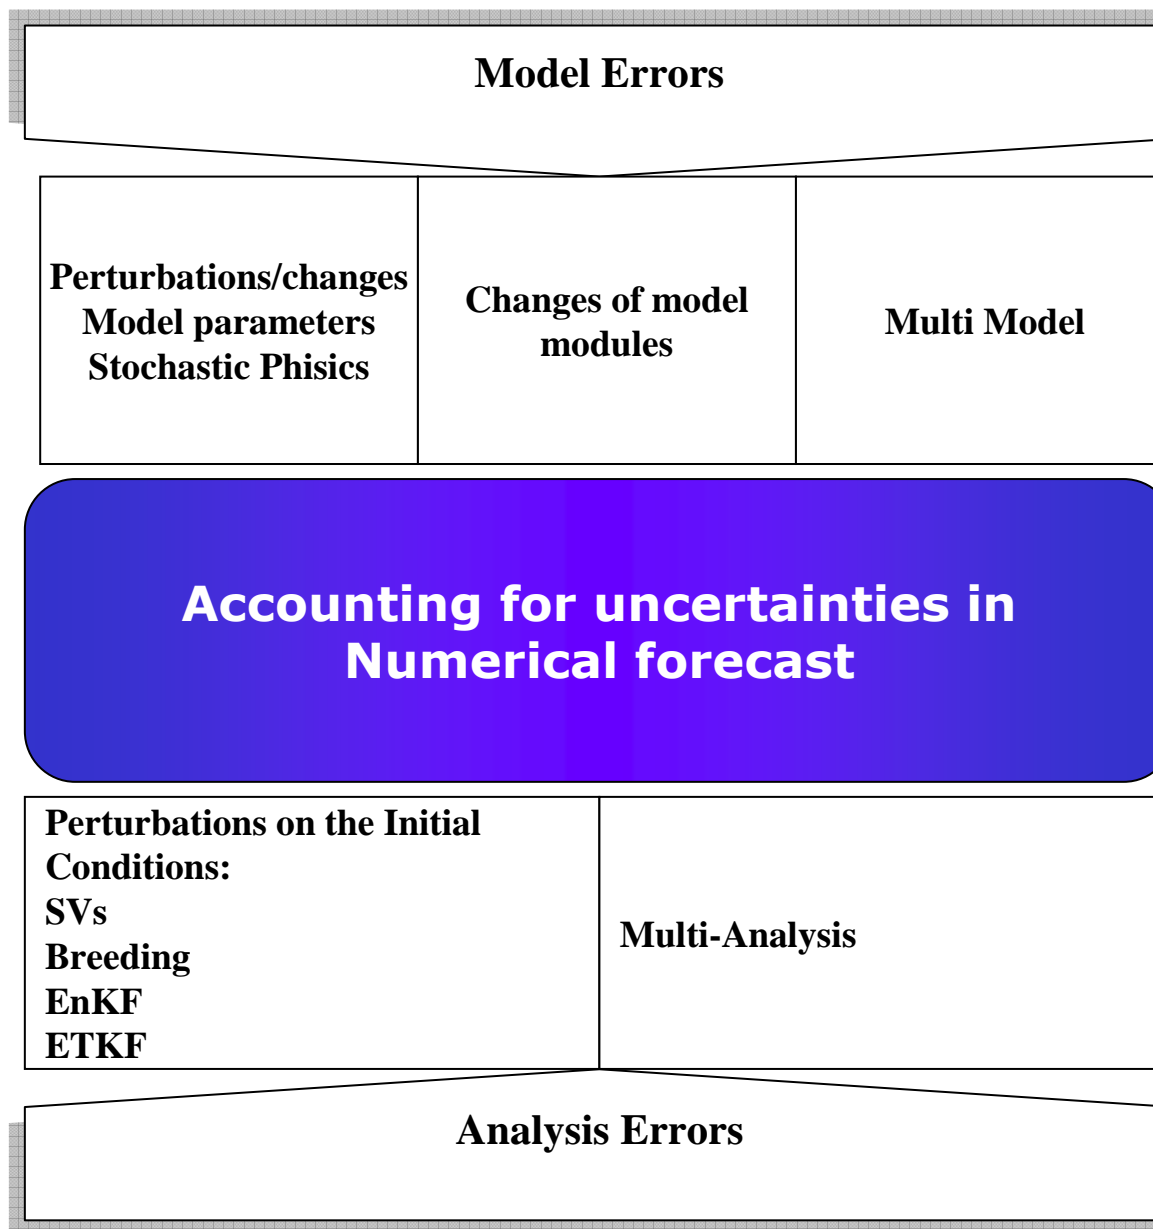 Model Errors
Perturbations/changes
Model parameters
Stochastic Phisics
Changes of model
modules
Multi Model
Accounting for uncertainties in
Numerical forecast
Perturbations on the Initial
Conditions:
SVs
Breeding
EnKF
ETKF
Multi-Analysis
Analysis Errors